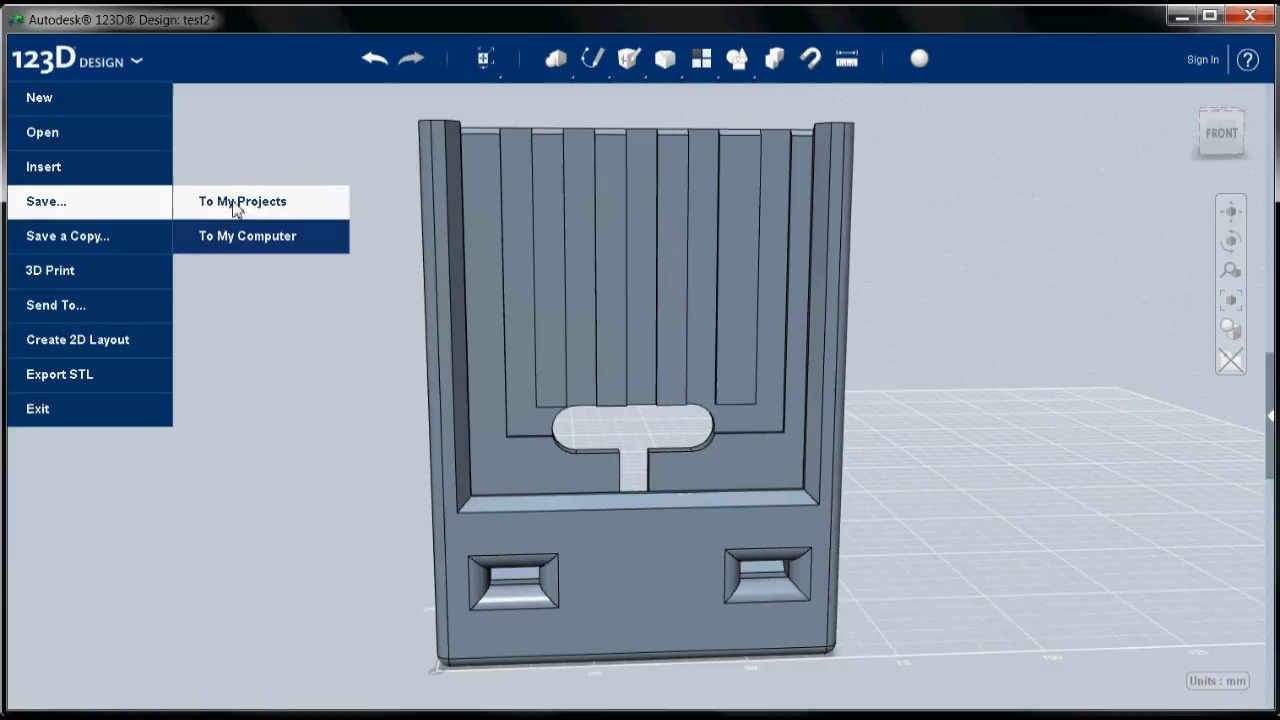 Autodesk® 123D® Design: test2*
123D DESIGN
Sign In
?
New
Open
Insert
Save...
To My Projects
Save a Copy...
To My Computer
3D Print
Send To...
Create 2D Layout
Export STL
Exit
FRONT
75
Units : mm